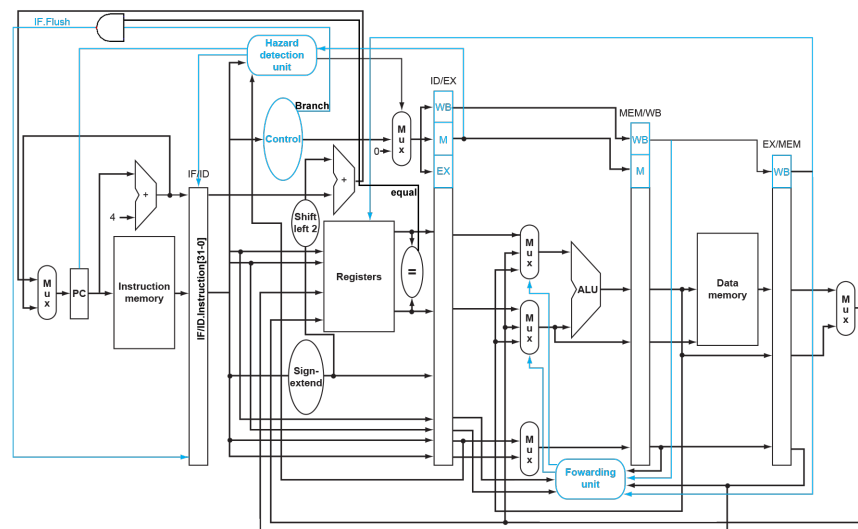 IF.Flush
Hazard
detection
unit
ID/EX
Branch
WB
MEM/WB
Control
M
u
x
M
WB
EX/MEM
0
IF/ID
+
EX
M
WB
+
equal
4
Shift
left 2
M
u
x
Registers
=
ALU
Data
memory
M
u
x
PC
Instruction
memory
IF/ID.Instruction[31-0]
M
u
x
M
u
x
Sign-
extend
M
u
x
Fowarding
unit